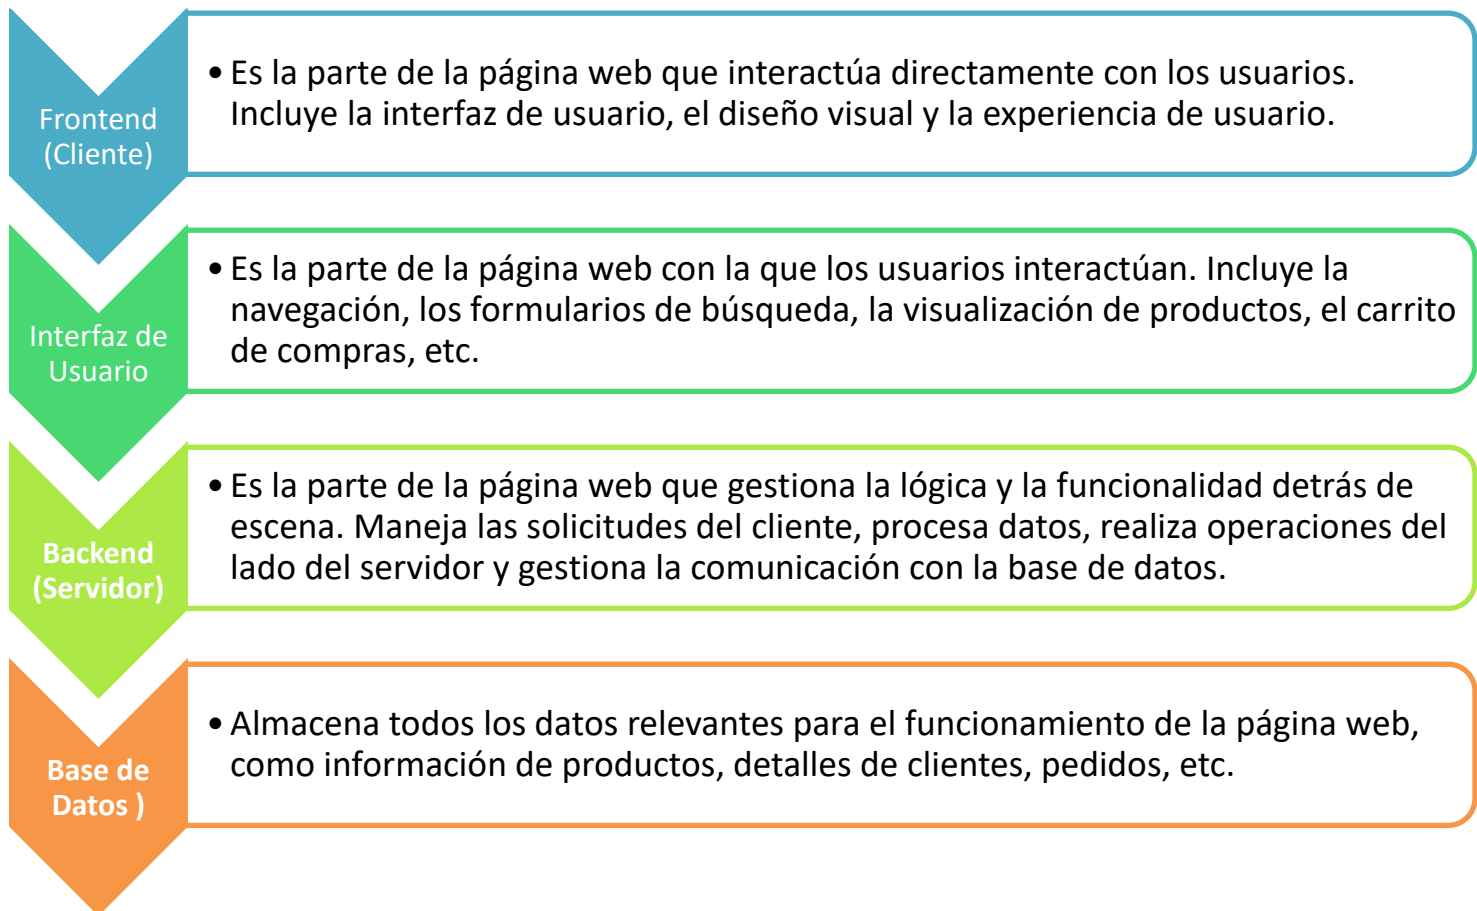 Frontend
(Cliente)
• Es la parte de la página web que interactúa directamente con los usuarios.
Incluye la interfaz de usuario, el diseño visual y la experiencia de usuario.
Interfaz de
Usuario
• Es la parte de la página web con la que los usuarios interactúan. Incluye la
navegación, los formularios de búsqueda, la visualización de productos, el carrito
de compras, etc.
Backend
(Servidor)
• Es la parte de la página web que gestiona la lógica y la funcionalidad detrás de
escena. Maneja las solicitudes del cliente, procesa datos, realiza operaciones del
lado del servidor y gestiona la comunicación con la base de datos.
Base de
Datos )
• Almacena todos los datos relevantes para el funcionamiento de la página web,
como información de productos, detalles de clientes, pedidos, etc.